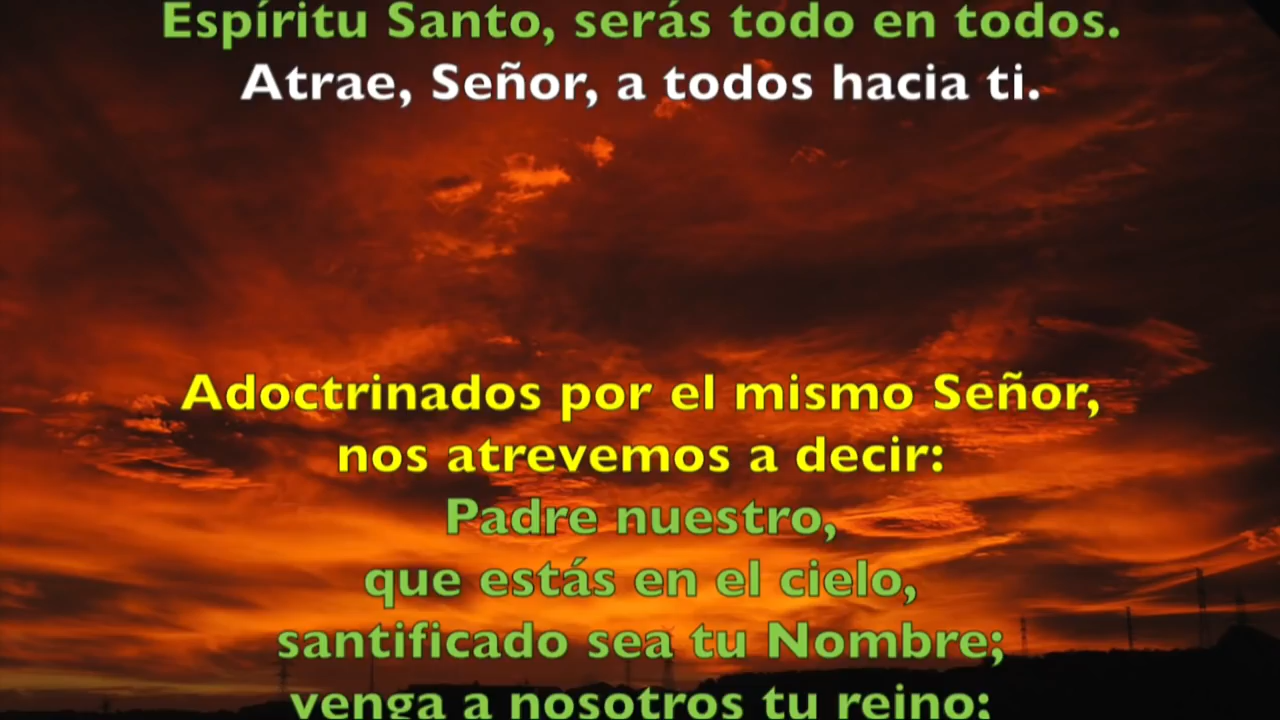 Espíritu Santo, serás todo en todos.
Atrae, Señor, a todos hacia ti.
Adoctrinados por el mismo Señor,
nos atrevemos a decir:
Padre nuestro,
que estás en el cielo,
santificado sea tu Nombre;
venga a nosotros tu reino;